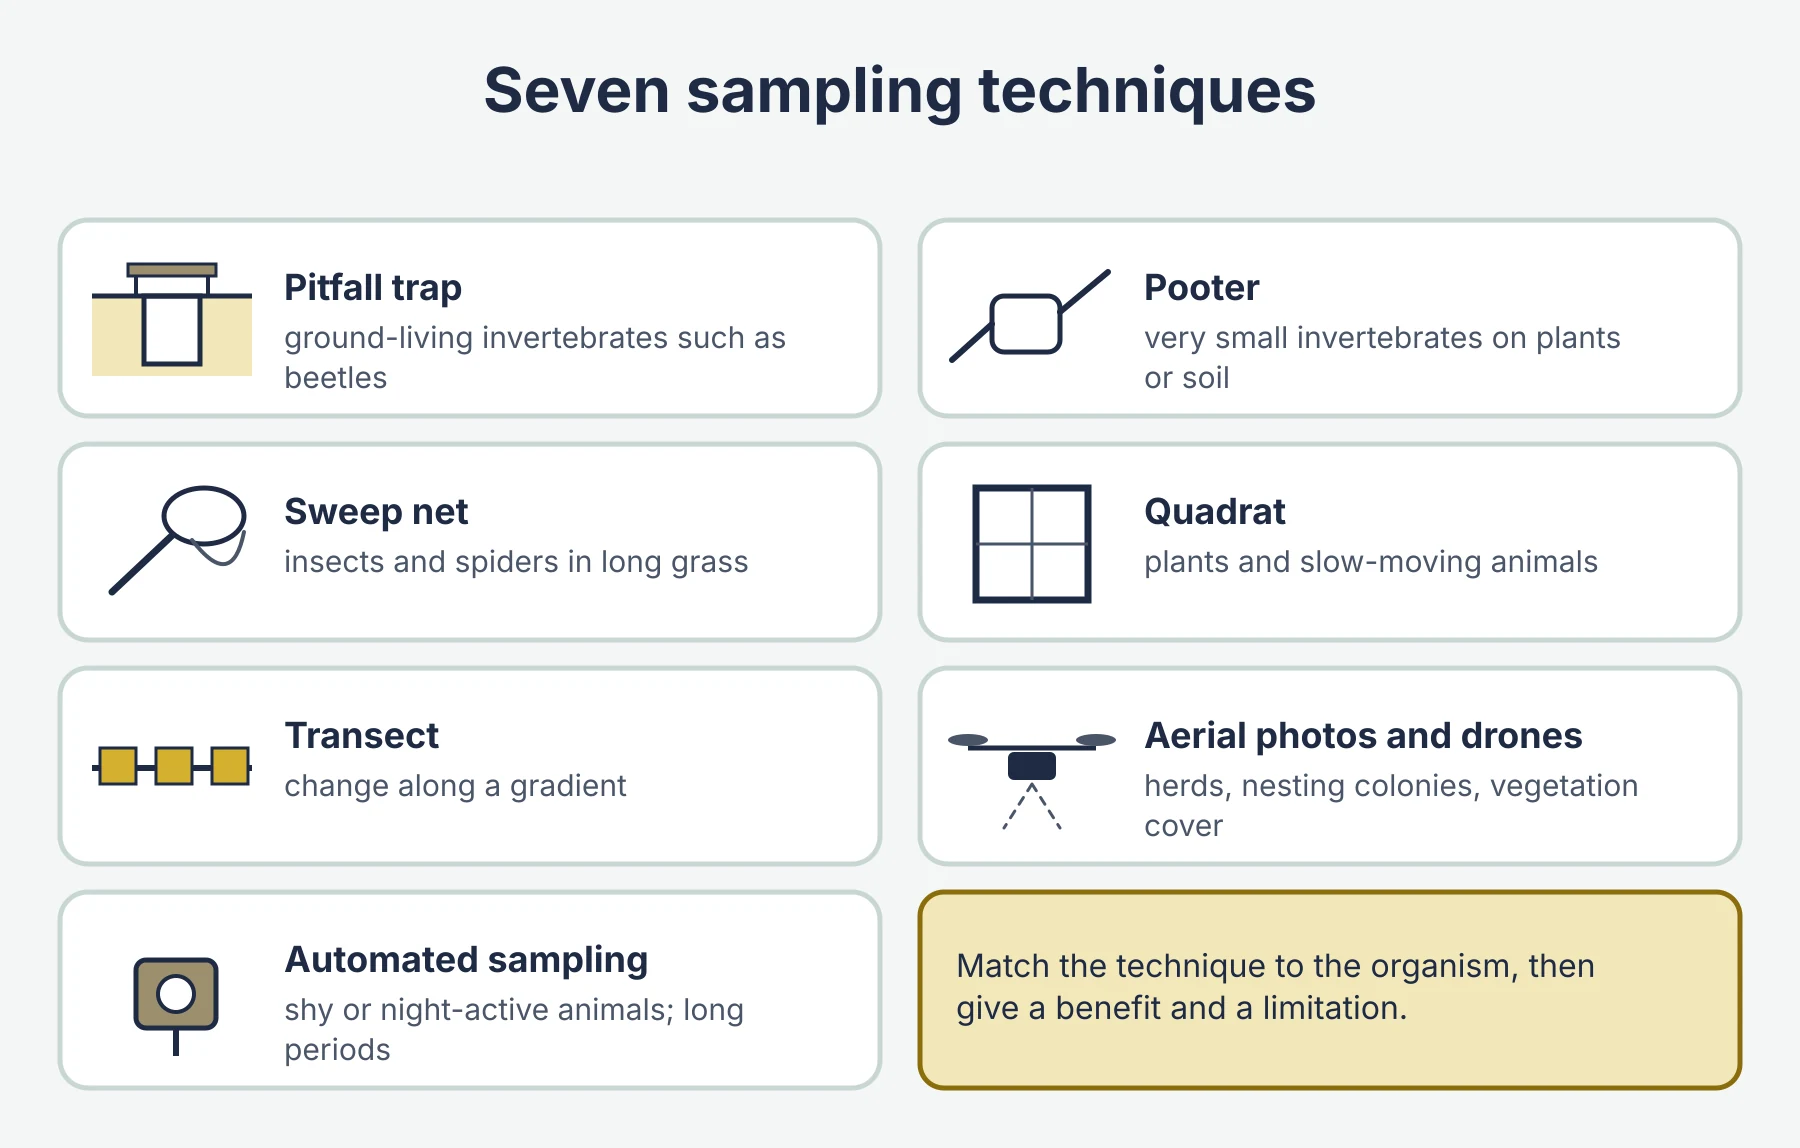 Seven sampling techniques
Pitfall trap
ground-living invertebrates such as
beetles
Pooter
very small invertebrates on plants
or soil
Sweep net
insects and spiders in long grass
Quadrat
plants and slow-moving animals
Transect
change along a gradient
Aerial photos and drones
herds, nesting colonies, vegetation
cover
Automated sampling
shy or night-active animals; long
periods
Match the technique to the organism, then
give a benefit and a limitation.